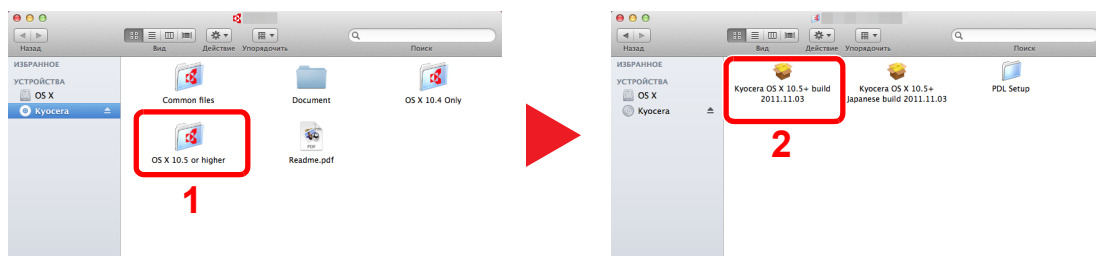 Назад
Вид
Действие
Упорядочить
Поиск
ИЗБРАННОЕ
УСТРОЙСТВА
OS X
Kyocera
Common files
Document
OS X 10.4 Only
OS X 10.5 or higher
PDF
Readme.pdf
1
Назад
Вид
Действие
Упорядочить
Поиск
ИЗБРАННОЕ
УСТРОЙСТВА
OS X
Kyocera
Kyocera OS X 10.5+ build
2011.11.03
Kyocera OS X 10.5+
Japanese build 2011.11.03
PDL Setup
2